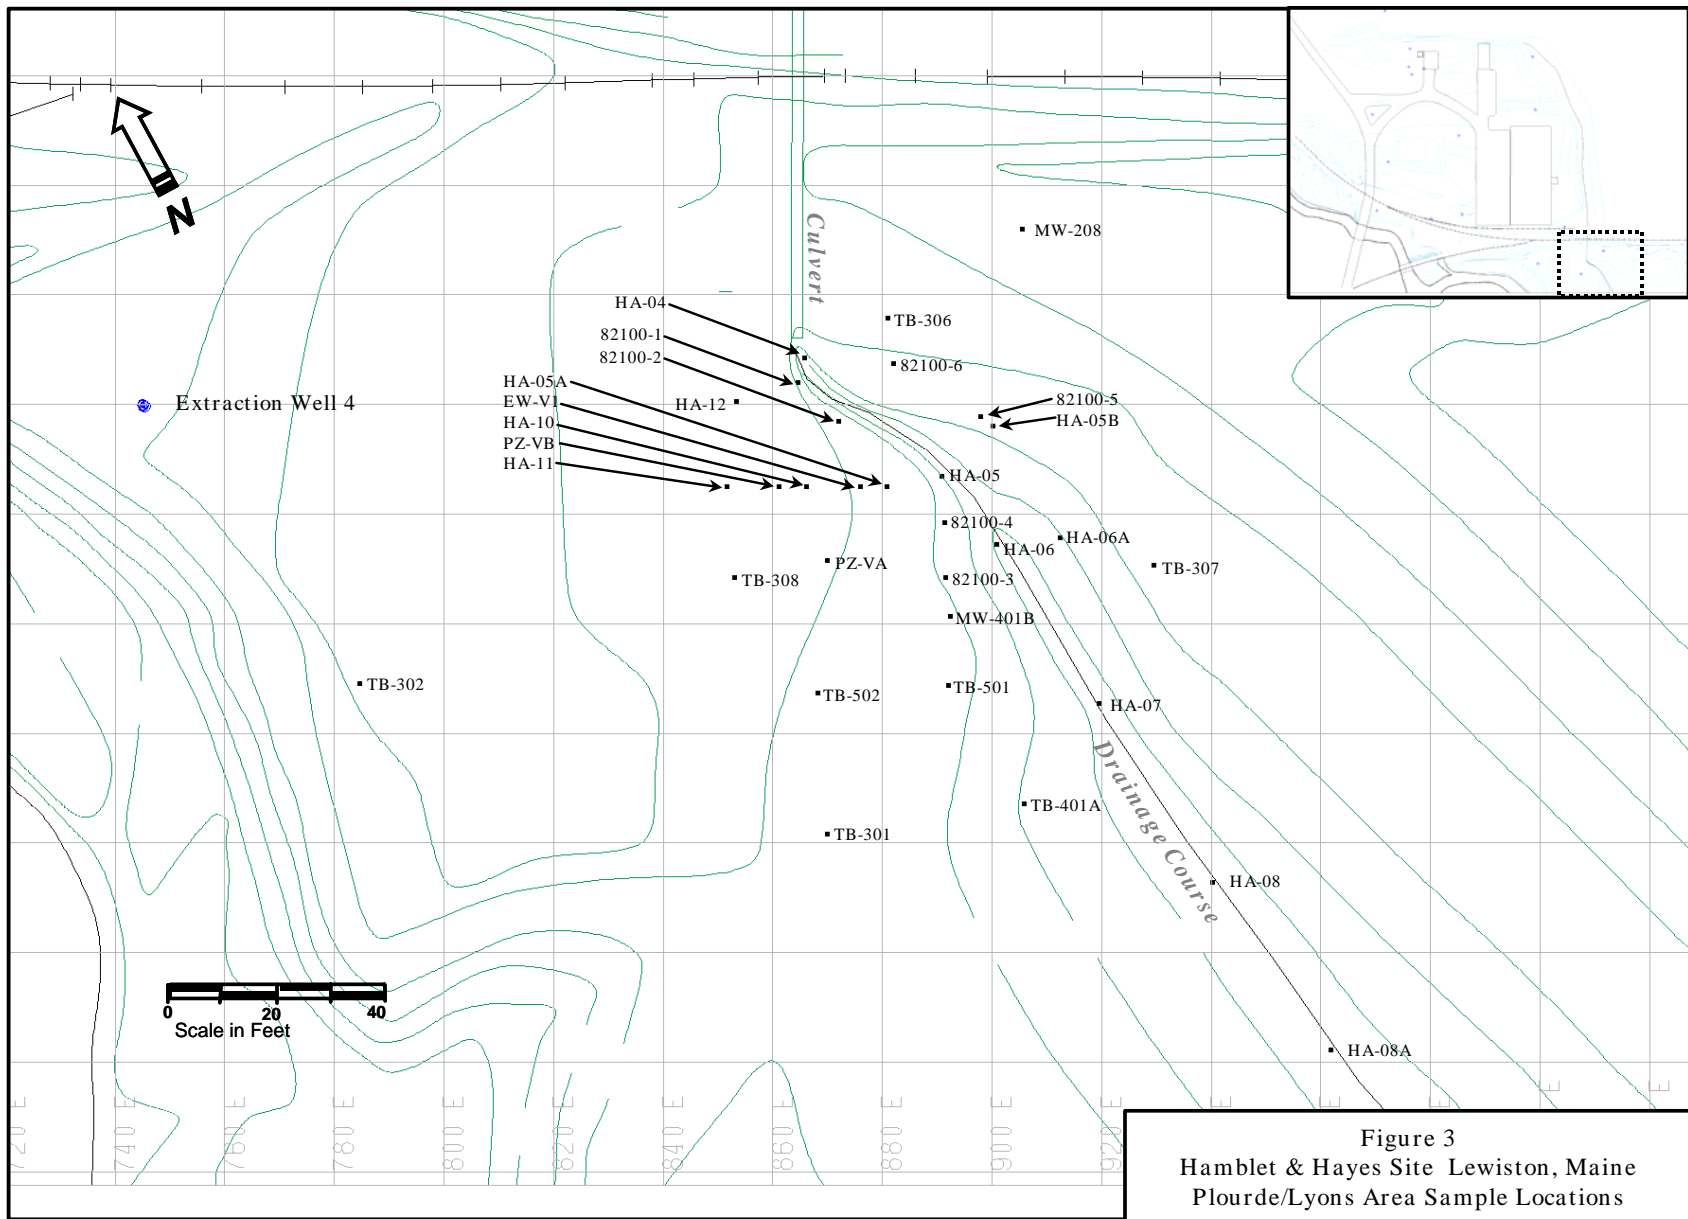 N
Culvert
MW-208
HA-04
TB-306
82100-1
82100-2
82100-6
HA-05A
EW-V1
HA-10
PZ-VB
HA-11
HA-12
82100-5
HA-05B
Extraction Well 4
HA-05
82100-4
HA-06
HA-06A
PZ-VA
TB-308
82100-3
TB-307
MW-401B
TB-302
TB-502
TB-501
HA-07
Drainage Course
TB-401A
TB-301
HA-08
0 20 40
Scale in Feet
HA-08A
720 E
740 E
760 E
780 E
800 E
820 E
840 E
860 E
880 E
900 E
920 E
E
E
E
E
E
Figure 3
Hamblet & Hayes Site Lewiston, Maine
Plourde/Lyons Area Sample Locations